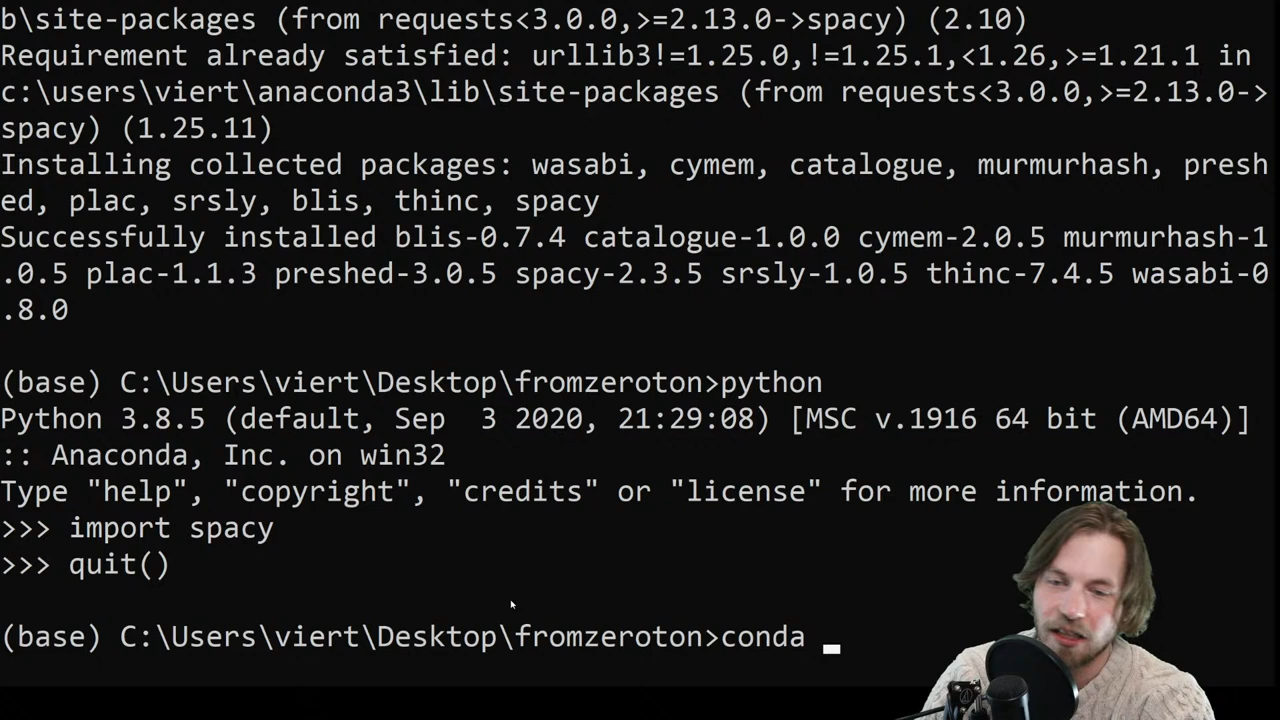 b\site-packages (from requests<3.0.0,>=2.13.0->spacy) (2.10)
Requirement already satisfied: urllib3!=1.25.0,!=1.25.1,<1.26,>=1.21.1 in
c:\users\viert\anaconda3\lib\site-packages (from requests<3.0.0,>=2.13.0->
spacy) (1.25.11)
Installing collected packages: wasabi, cymem, catalogue, murmurhash, presh
ed, plac, srsly, blis, thinc, spacy
Successfully installed blis-0.7.4 catalogue-1.0.0 cymem-2.0.5 murmurhash-1
.0.5 plac-1.1.3 preshed-3.0.5 spacy-2.3.5 srsly-1.0.5 thinc-7.4.5 wasabi-0
.8.0
(base) C:\Users\viert\Desktop\fromzeroton>python
Python 3.8.5 (default, Sep  3 2020, 21:29:08) [MSC v.1916 64 bit (AMD64)]
:: Anaconda, Inc. on win32
Type "help", "copyright", "credits" or "license" for more information.
>>> import spacy
>>> quit()
(base) C:\Users\viert\Desktop\fromzeroton>conda